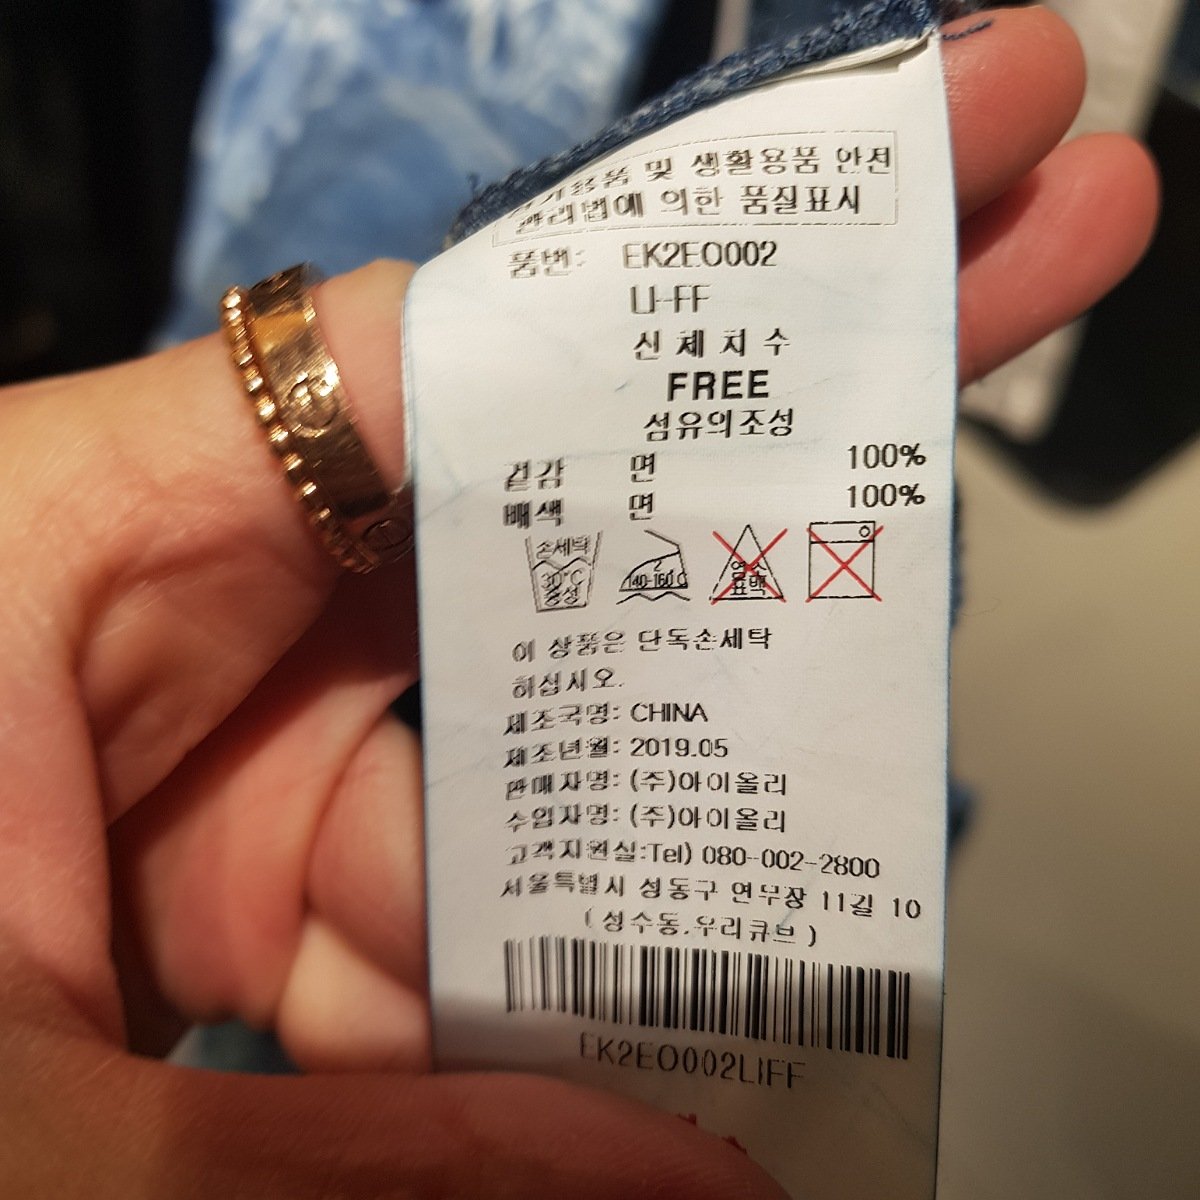 및 생활용품 안전
관리법에 의한 품질표시
품번: EK2EO002
LI-FF
신체치수
FREE
섬유의조성
겉감 면 100%
배색 면 100%
손세탁
30°C
중성
2
140-160°C
염소
표백
이 상품은 단독손세탁
하십시오.
제조국명: CHINA
제조년월: 2019.05
판매자명: (주)아이올리
수입자명: (주)아이올리
고객지원실:Tel) 080-002-2800
서울특별시 성동구 연무장 11길 10
(성수동,우리큐브)
EK2EO002LIFF